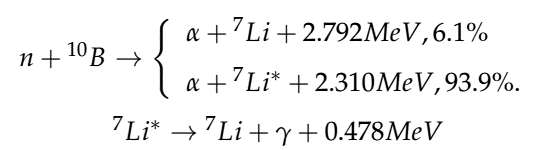 α + ⁷Li + 2.792MeV, 6.1%
n + ¹⁰B → {
α + ⁷Li* + 2.310MeV, 93.9%.
⁷Li* → ⁷Li + γ + 0.478MeV